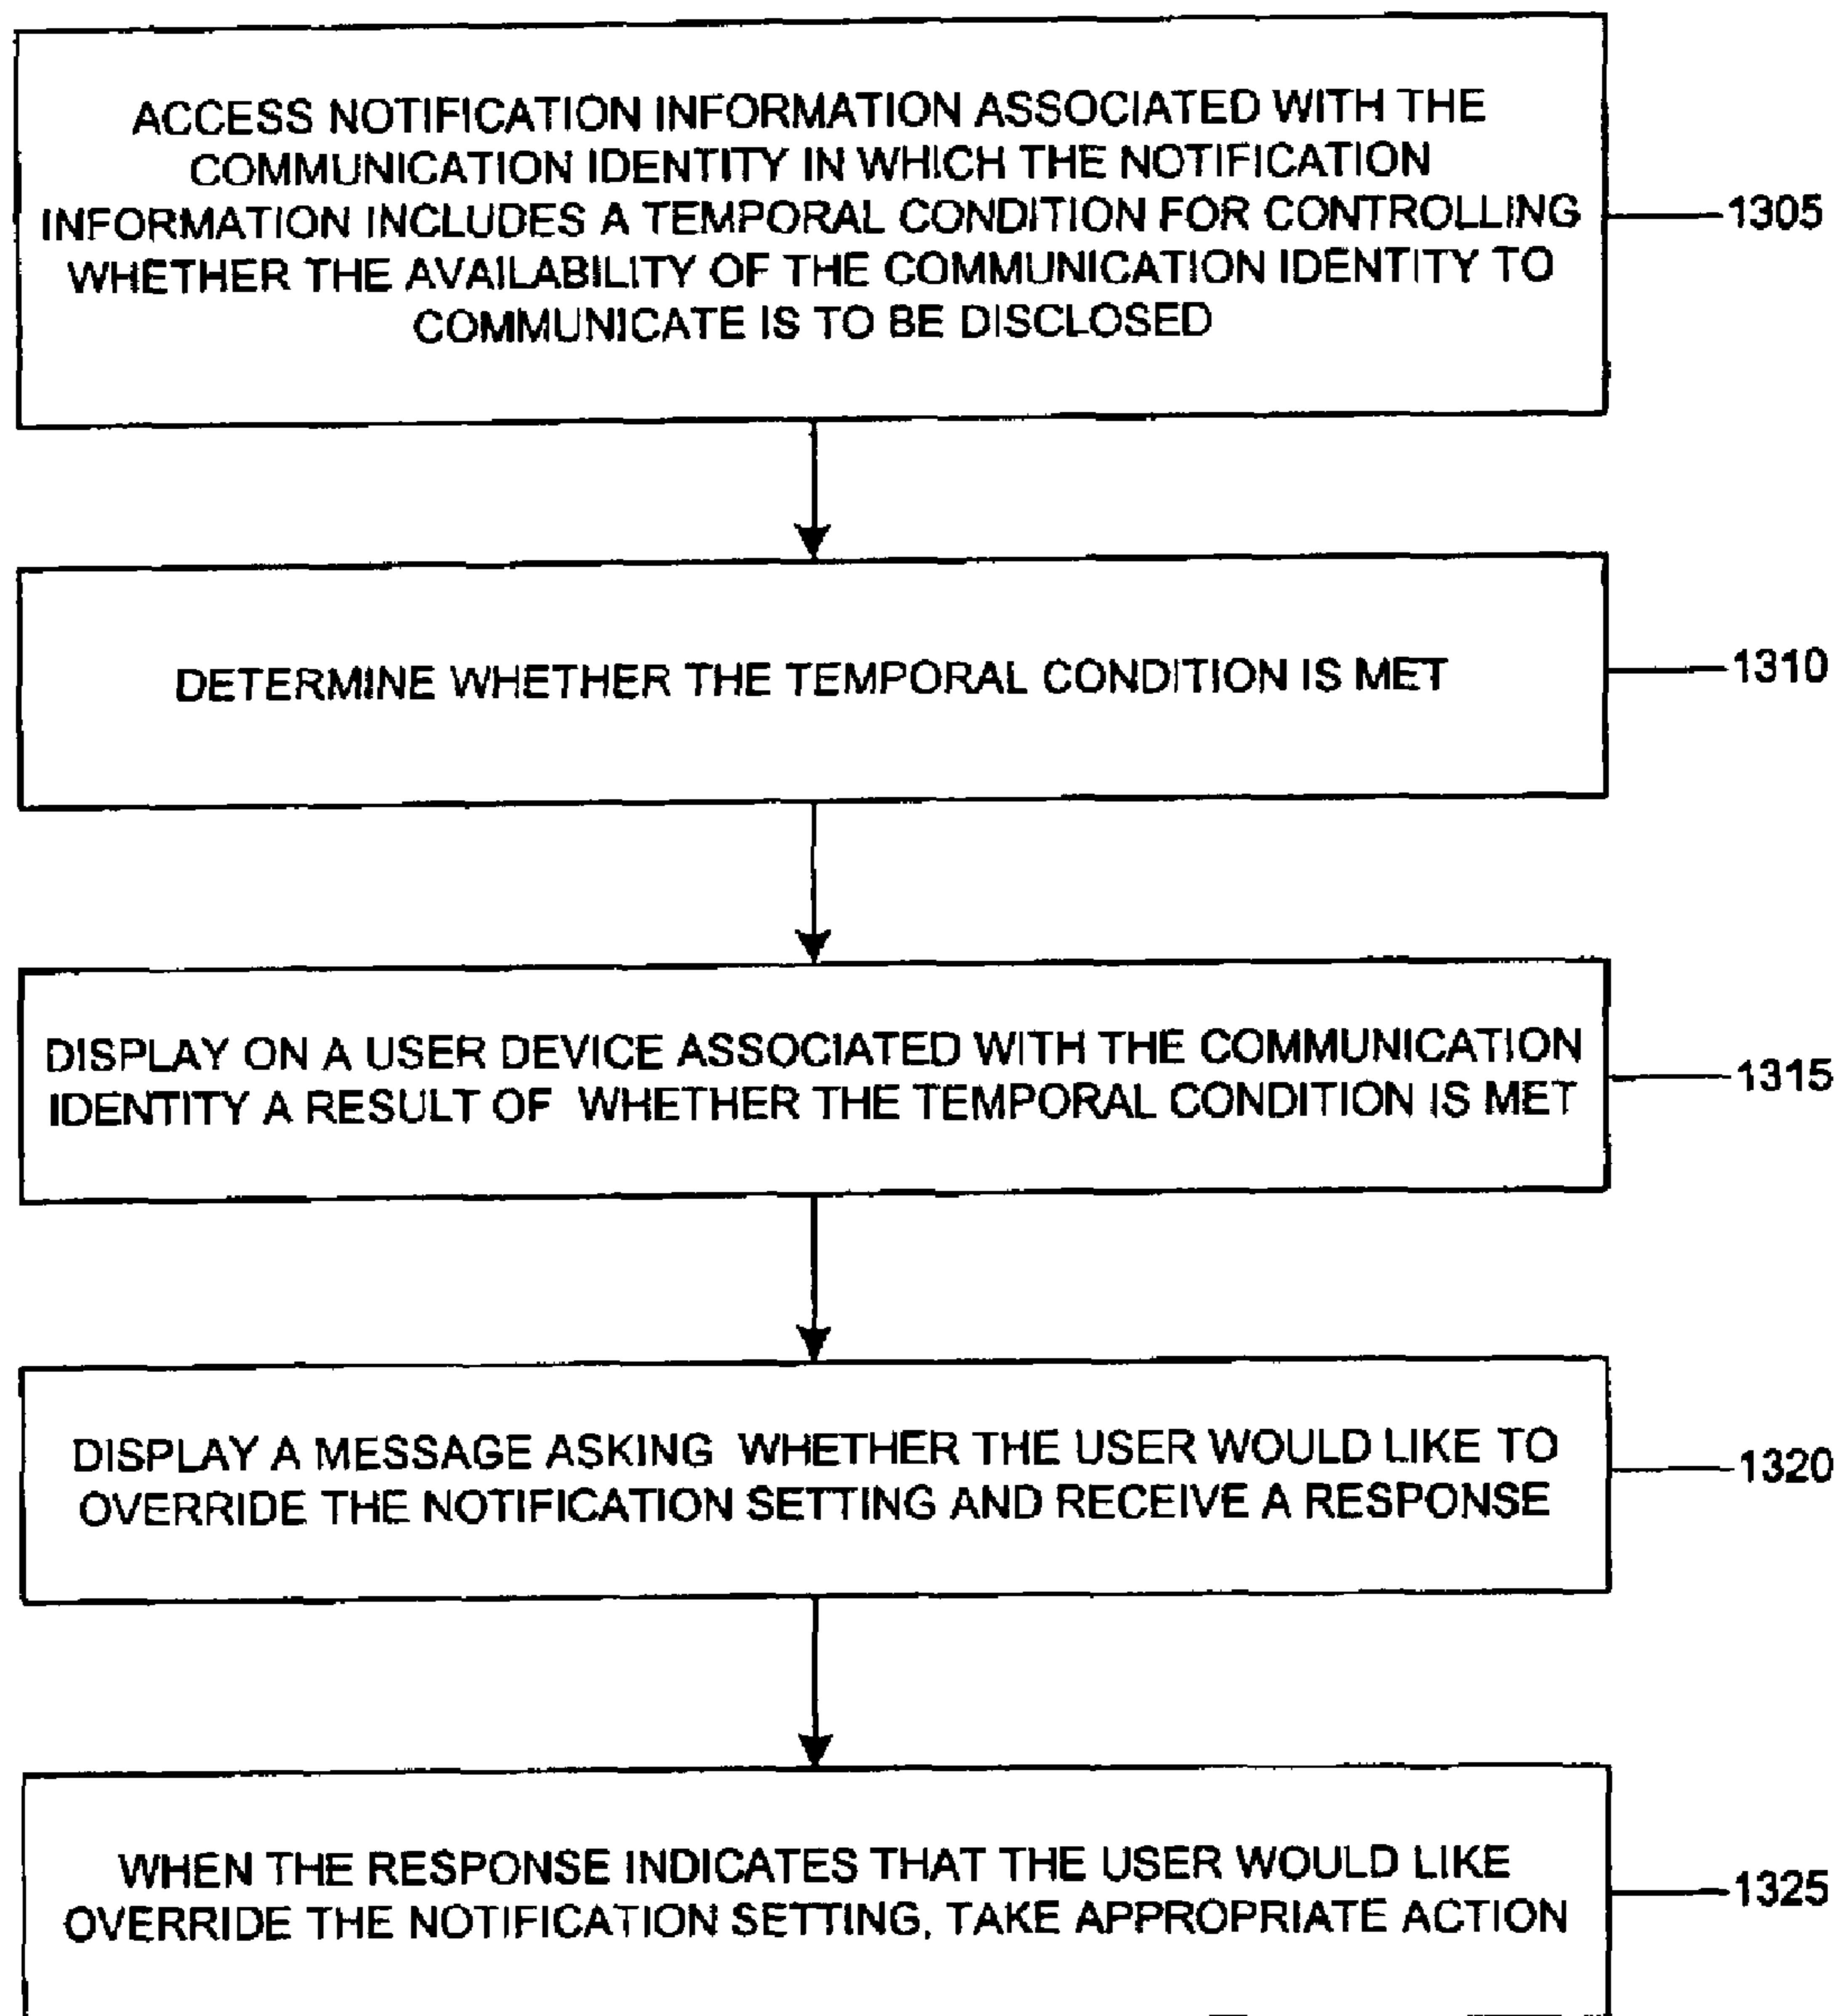 ACCESS NOTIFICATION INFORMATION ASSOCIATED WITH THE
COMMUNICATION IDENTITY IN WHICH THE NOTIFICATION
INFORMATION INCLUDES A TEMPORAL CONDITION FOR CONTROLLING
WHETHER THE AVAILABILITY OF THE COMMUNICATION IDENTITY TO
COMMUNICATE IS TO BE DISCLOSED
1305
DETERMINE WHETHER THE TEMPORAL CONDITION IS MET
1310
DISPLAY ON A USER DEVICE ASSOCIATED WITH THE COMMUNICATION
IDENTITY A RESULT OF WHETHER THE TEMPORAL CONDITION IS MET
1315
DISPLAY A MESSAGE ASKING WHETHER THE USER WOULD LIKE TO
OVERRIDE THE NOTIFICATION SETTING AND RECEIVE A RESPONSE
1320
WHEN THE RESPONSE INDICATES THAT THE USER WOULD LIKE
OVERRIDE THE NOTIFICATION SETTING, TAKE APPROPRIATE ACTION
1325